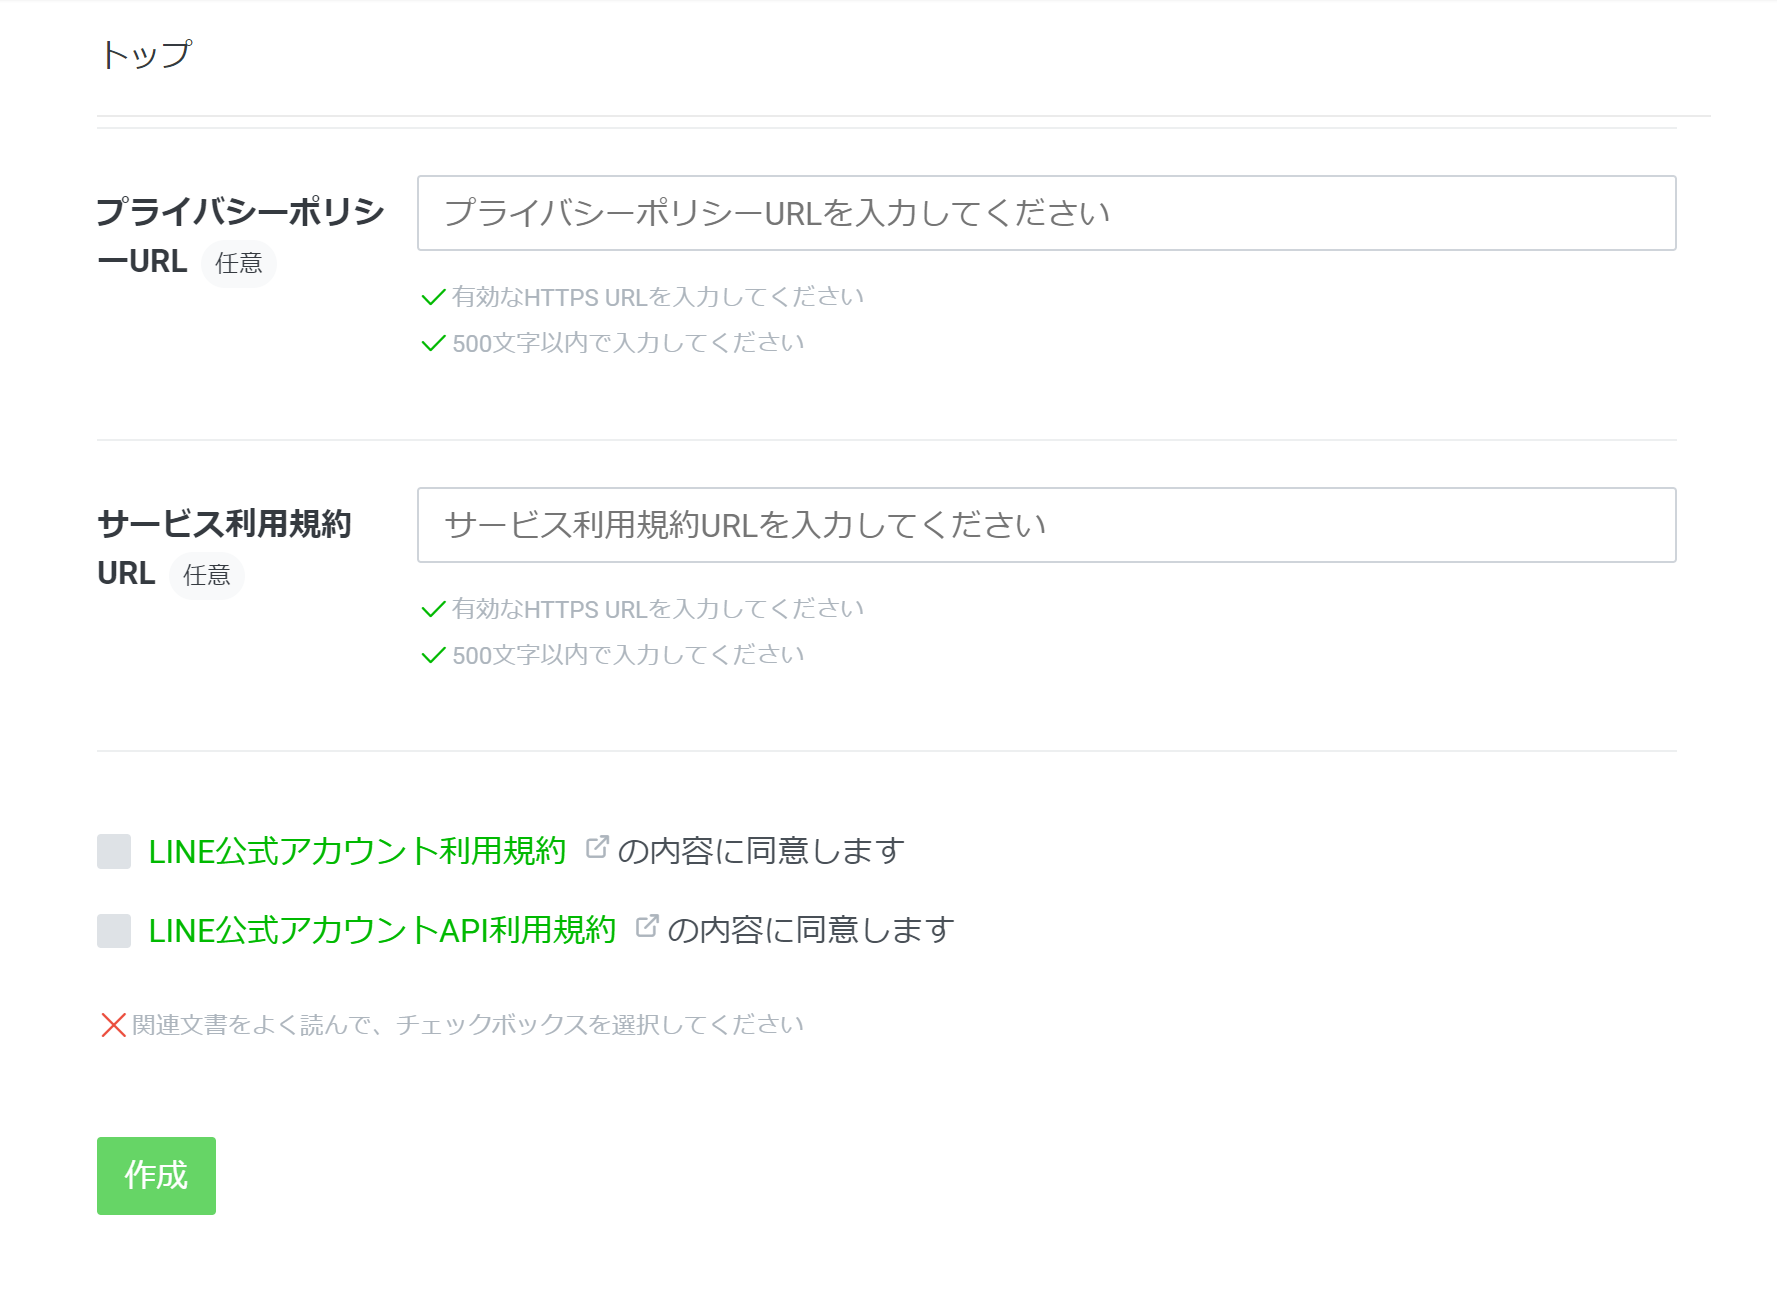 トップ
プライバシーポリシ
ーURL 任意
プライバシーポリシーURLを入力してください
有効なHTTPS URLを入力してください
500文字以内で入力してください
サービス利用規約
URL 任意
サービス利用規約URLを入力してください
有効なHTTPS URLを入力してください
500文字以内で入力してください
LINE公式アカウント利用規約 の内容に同意します
LINE公式アカウントAPI利用規約 の内容に同意します
関連文書をよく読んで、チェックボックスを選択してください
作成